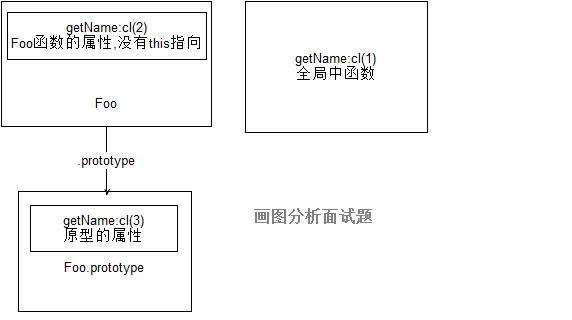 getName:cl(2)
Foo函数的属性,没有this指向
Foo
getName:cl(1)
全局中函数
.prototype
getName:cl(3)
原型的属性
Foo.prototype
画图分析面试题